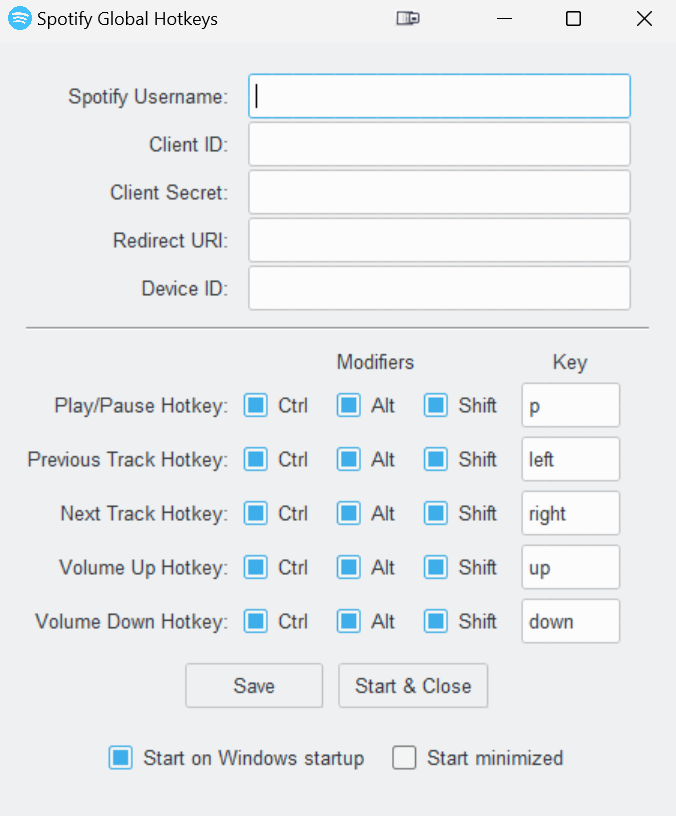 Spotify Global Hotkeys
Spotify Username:
Client ID:
Client Secret:
Redirect URI:
Device ID:
Modifiers Key
Play/Pause Hotkey: Ctrl Alt Shift p
Previous Track Hotkey: Ctrl Alt Shift left
Next Track Hotkey: Ctrl Alt Shift right
Volume Up Hotkey: Ctrl Alt Shift up
Volume Down Hotkey: Ctrl Alt Shift down
Save Start & Close
Start on Windows startup Start minimized